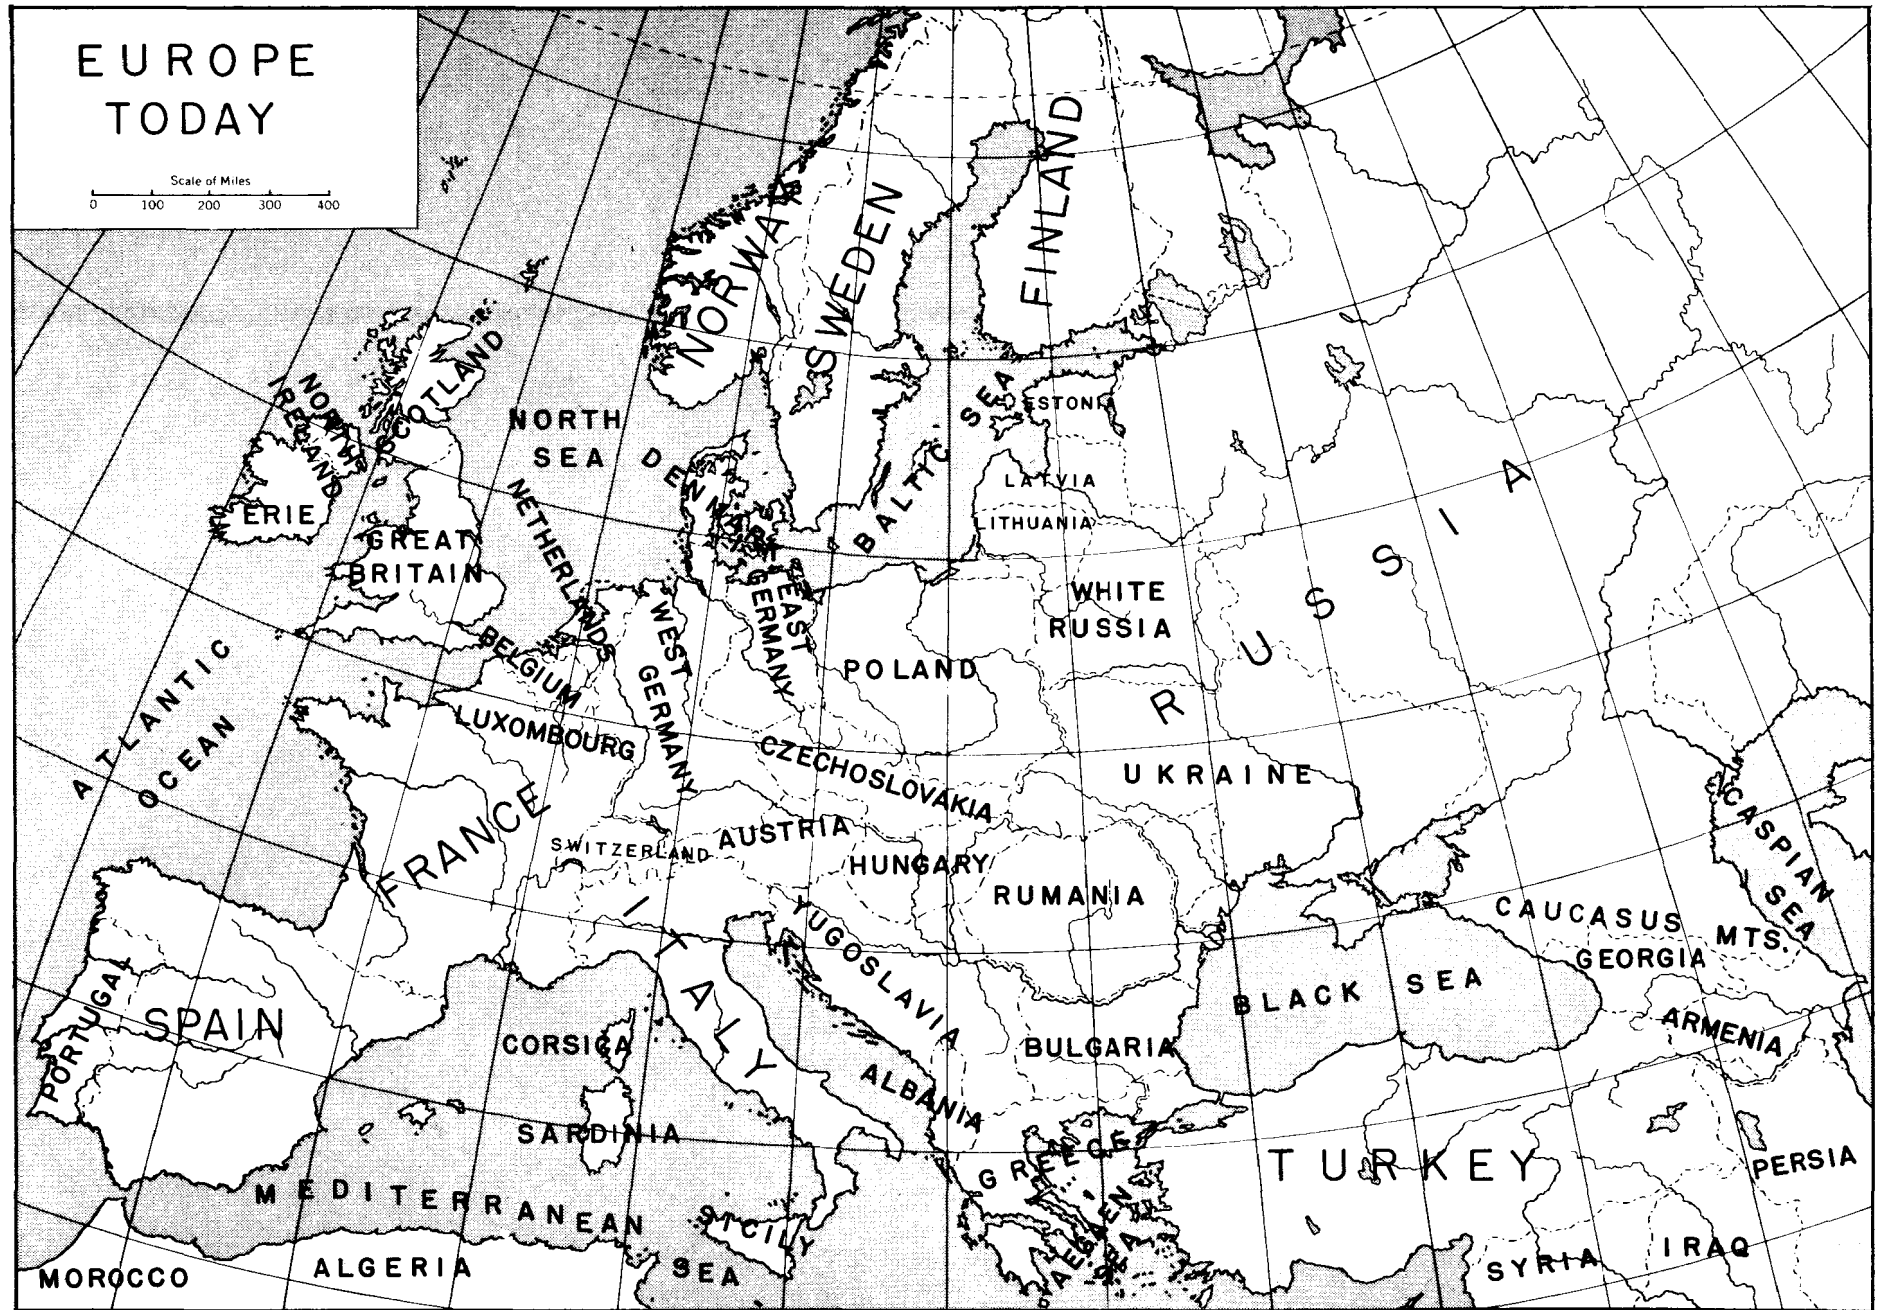 EUROPE
TODAY
Scale of Miles
0 100 200 300 400
NORWAY
SWEDEN
FINLAND
SCOTLAND
NORTH
IRELAND
NORTH
SEA
DENMARK
BALTIC SEA
ESTONIA
LATVIA
LITHUANIA
ERIE
GREAT
BRITAIN
NETHERLANDS
BELGIUM
LUXOMBOURG
WEST
GERMANY
EAST
GERMANY
POLAND
WHITE
RUSSIA
RUSSIA
UKRAINE
ATLANTIC
OCEAN
FRANCE
CZECHOSLOVAKIA
SWITZERLAND
AUSTRIA
HUNGARY
RUMANIA
ITALY
YUGOSLAVIA
CASPIAN
SEA
CAUCASUS MTS.
GEORGIA
ARMENIA
BLACK SEA
PORTUGAL
SPAIN
CORSICA
SARDINIA
ALBANIA
BULGARIA
GREECE
AEGAEN
SEA
TURKEY
PERSIA
MEDITERRANEAN SEA
SICILY
MOROCCO
ALGERIA
SYRIA
IRAQ